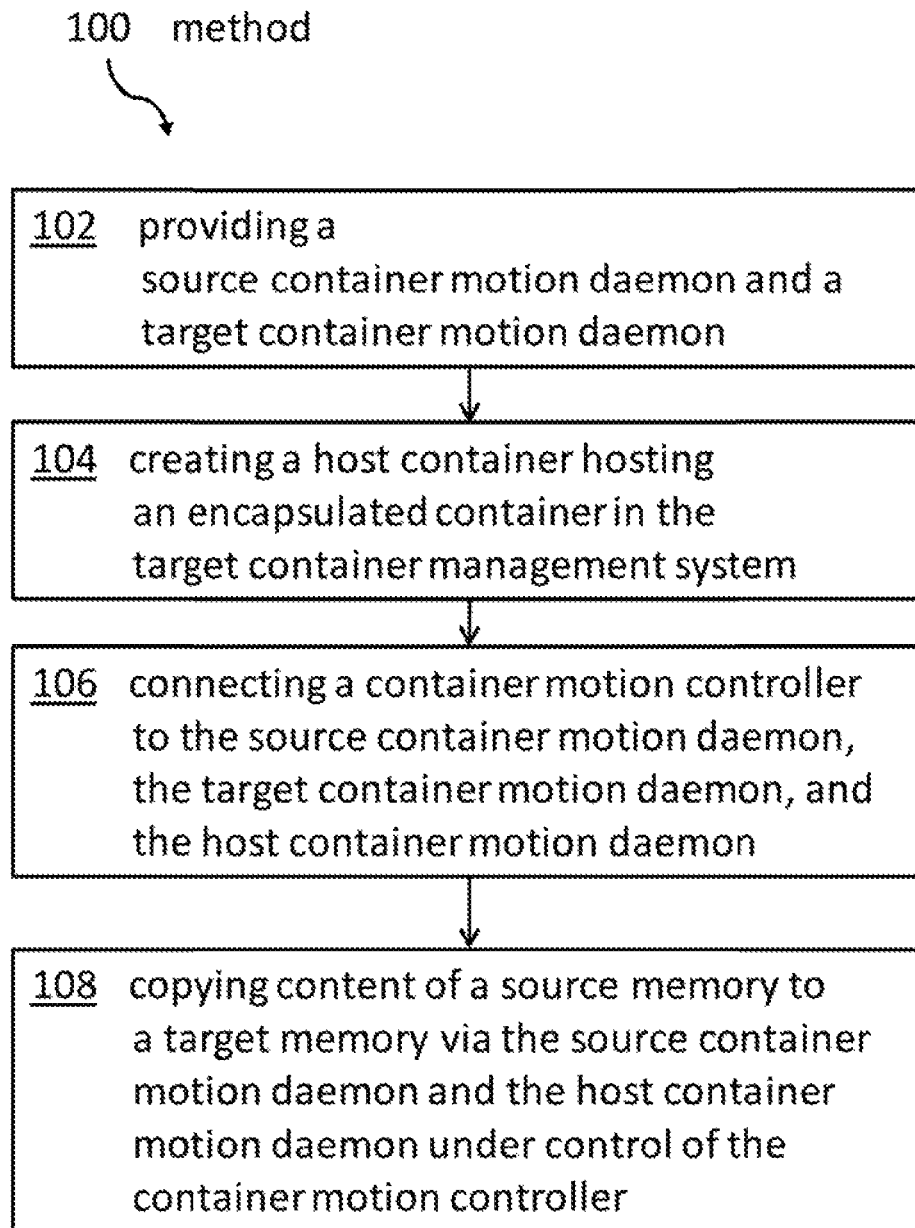 100 method
102 providing a
source container motion daemon and a
target container motion daemon
104 creating a host container hosting
an encapsulated container in the
target container management system
106 connecting a container motion controller
to the source container motion daemon,
the target container motion daemon, and
the host container motion daemon
108 copying content of a source memory to
a target memory via the source container
motion daemon and the host container
motion daemon under control of the
container motion controller